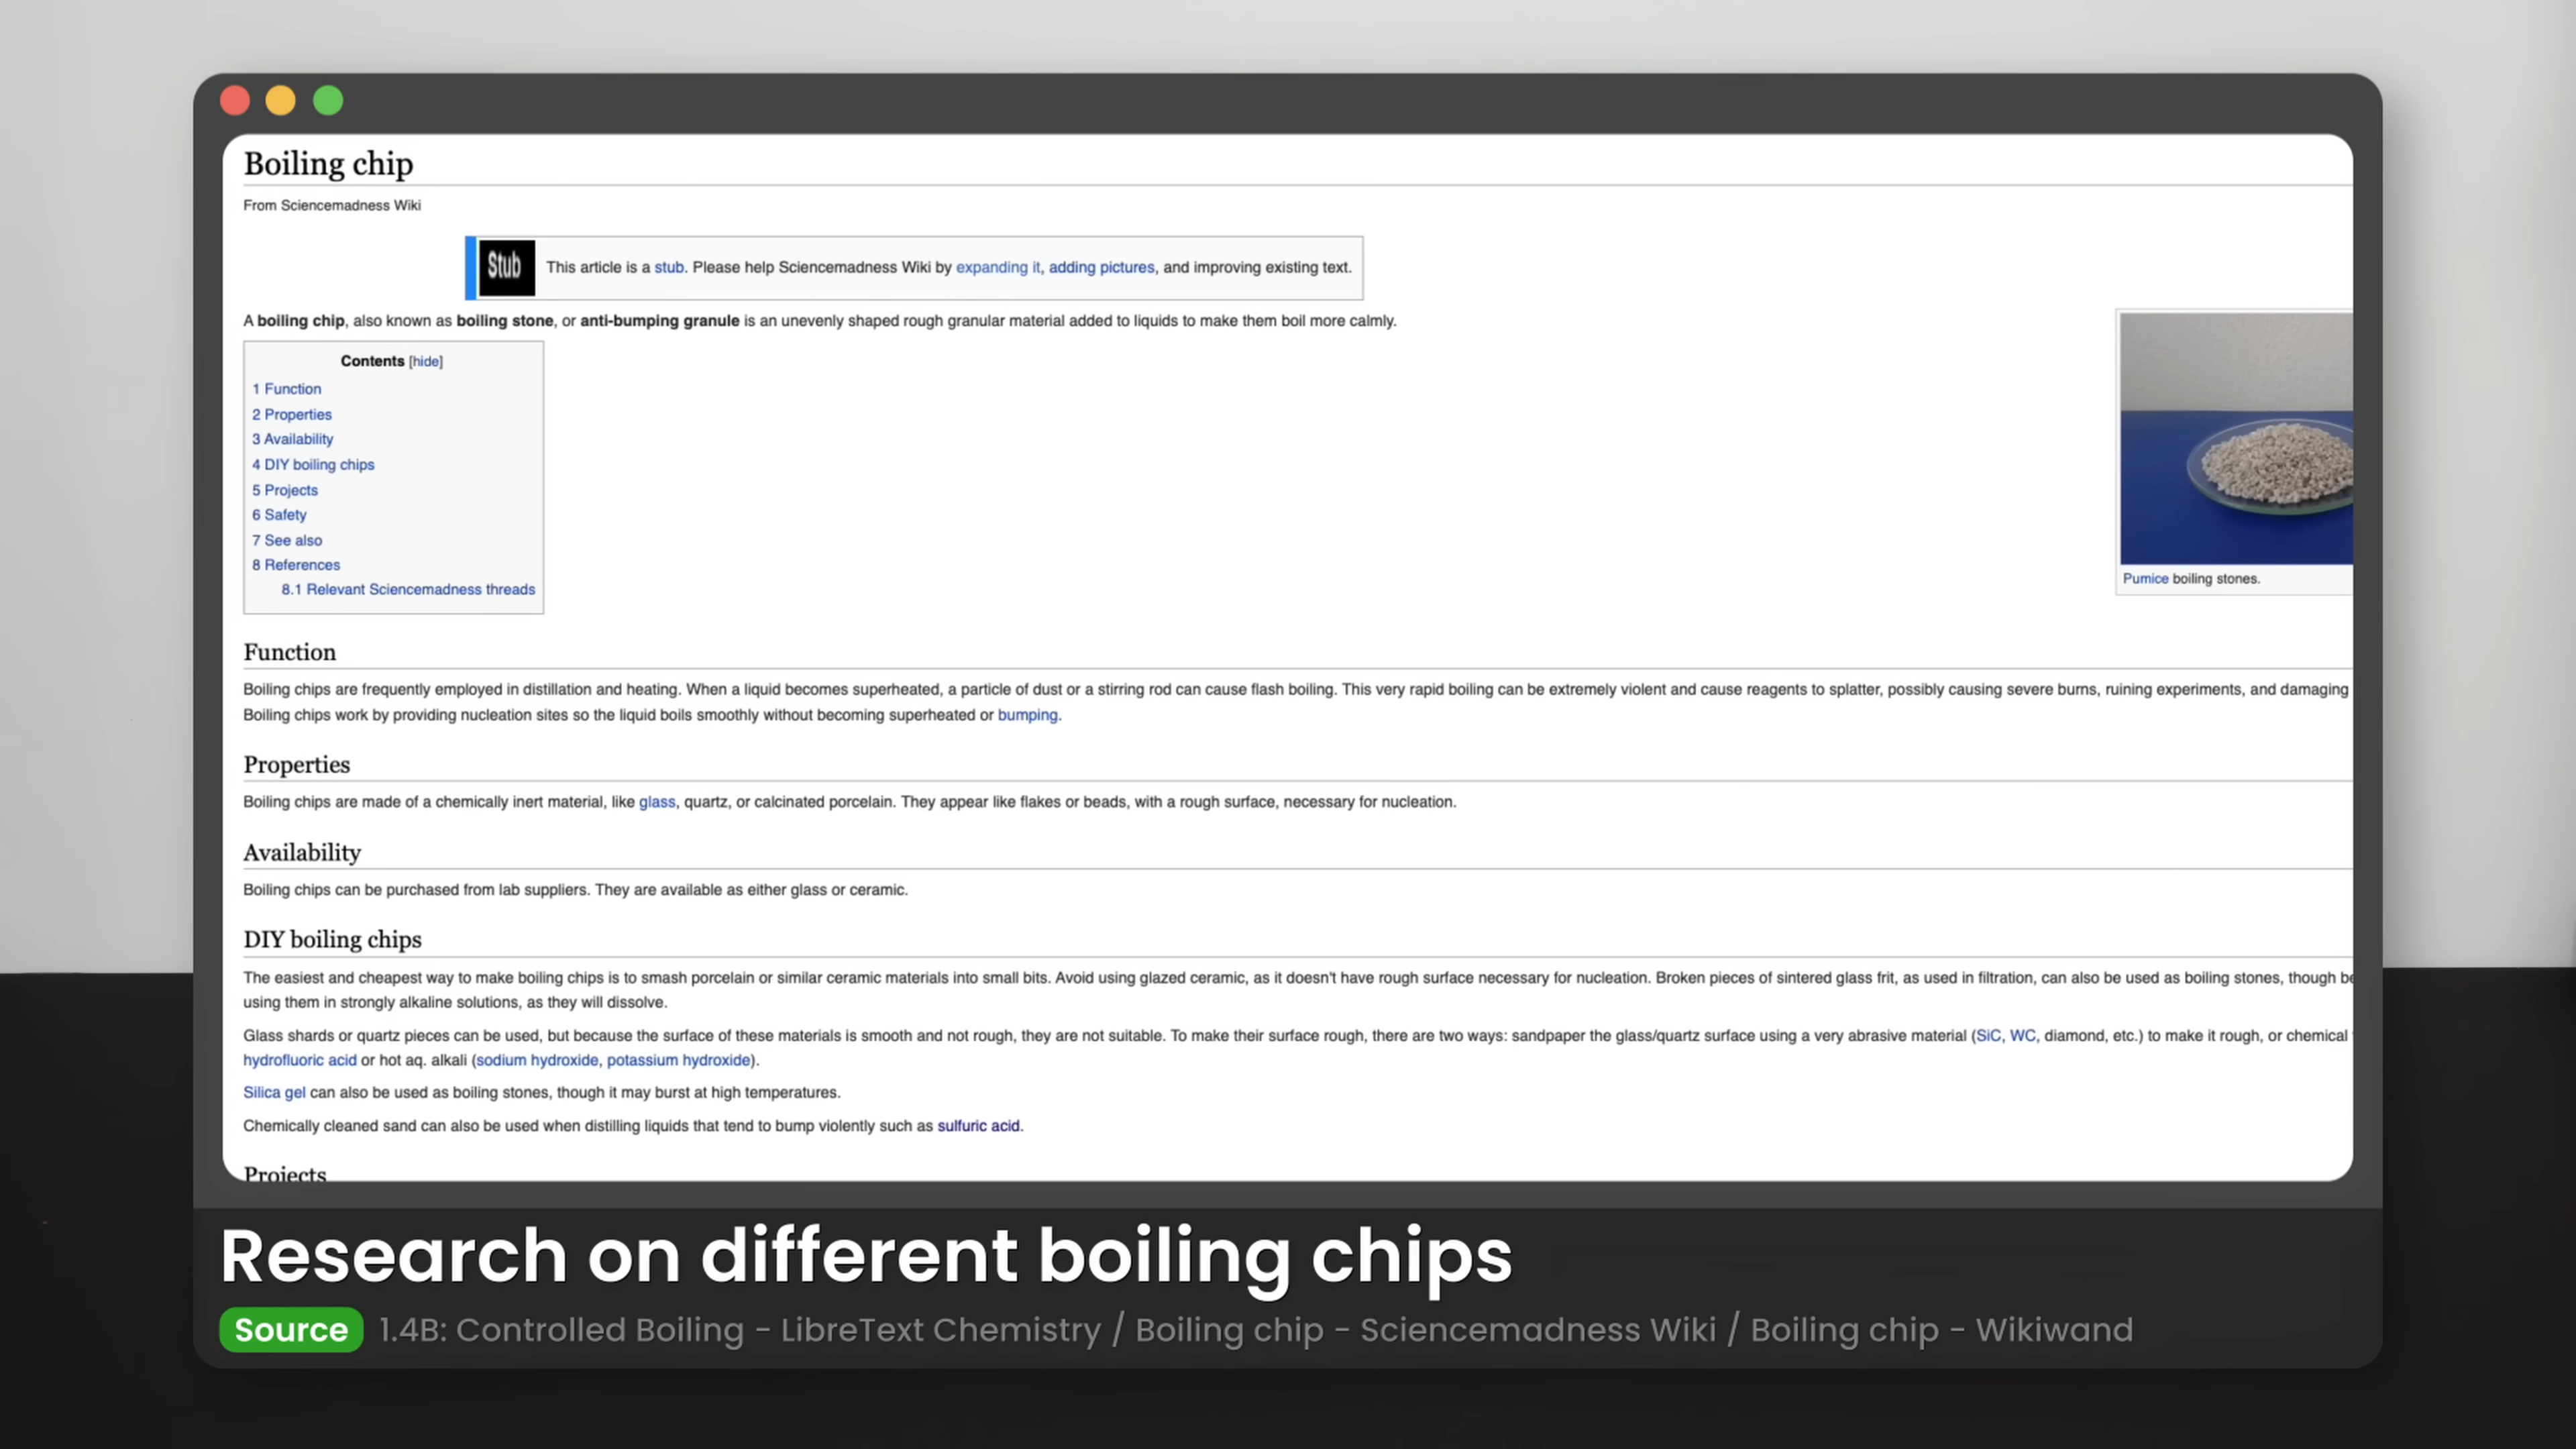 Boiling chip
From Sciencemadness Wiki
Stub
This article is a stub. Please help Sciencemadness Wiki by expanding it, adding pictures, and improving existing text.
A boiling chip, also known as boiling stone, or anti-bumping granule is an unevenly shaped rough granular material added to liquids to make them boil more calmly.
Contents [hide]
1 Function
2 Properties
3 Availability
4 DIY boiling chips
5 Projects
6 Safety
7 See also
8 References
8.1 Relevant Sciencemadness threads
Pumice boiling stones.
Function
Boiling chips are frequently employed in distillation and heating. When a liquid becomes superheated, a particle of dust or a stirring rod can cause flash boiling. This very rapid boiling can be extremely violent and cause reagents to splatter, possibly causing severe burns, ruining experiments, and damaging
Boiling chips work by providing nucleation sites so the liquid boils smoothly without becoming superheated or bumping.
Properties
Boiling chips are made of a chemically inert material, like glass, quartz, or calcinated porcelain. They appear like flakes or beads, with a rough surface, necessary for nucleation.
Availability
Boiling chips can be purchased from lab suppliers. They are available as either glass or ceramic.
DIY boiling chips
The easiest and cheapest way to make boiling chips is to smash porcelain or similar ceramic materials into small bits. Avoid using glazed ceramic, as it doesn't have rough surface necessary for nucleation. Broken pieces of sintered glass frit, as used in filtration, can also be used as boiling stones, though be
using them in strongly alkaline solutions, as they will dissolve.
Glass shards or quartz pieces can be used, but because the surface of these materials is smooth and not rough, they are not suitable. To make their surface rough, there are two ways: sandpaper the glass/quartz surface using a very abrasive material (SiC, WC, diamond, etc.) to make it rough, or chemical
hydrofluoric acid or hot aq. alkali (sodium hydroxide, potassium hydroxide).
Silica gel can also be used as boiling stones, though it may burst at high temperatures.
Chemically cleaned sand can also be used when distilling liquids that tend to bump violently such as sulfuric acid.
Projects
Research on different boiling chips
Source 1.4B: Controlled Boiling - LibreText Chemistry / Boiling chip - Sciencemadness Wiki / Boiling chip - Wikiwand